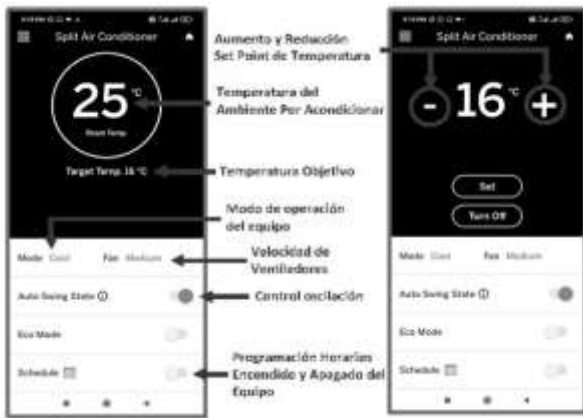 Split Air Conditioner
25 °C
Room Temp
Target Temp. 16 °C
Mode Cool Fan Medium
Auto Swing State
Eco Mode
Schedule
Aumento y Reducción
Set Point de Temperatura
Temperatura del
Ambiente Por Acondicionar
Temperatura Objetivo
Modo de operación
del equipo
Velocidad de
Ventiladores
Control oscilación
Programación Horarios
Encendido y Apagado del
Equipo
Split Air Conditioner
- 16 °C +
Set
Turn Off
Mode Cool Fan Medium
Auto Swing State
Eco Mode
Schedule